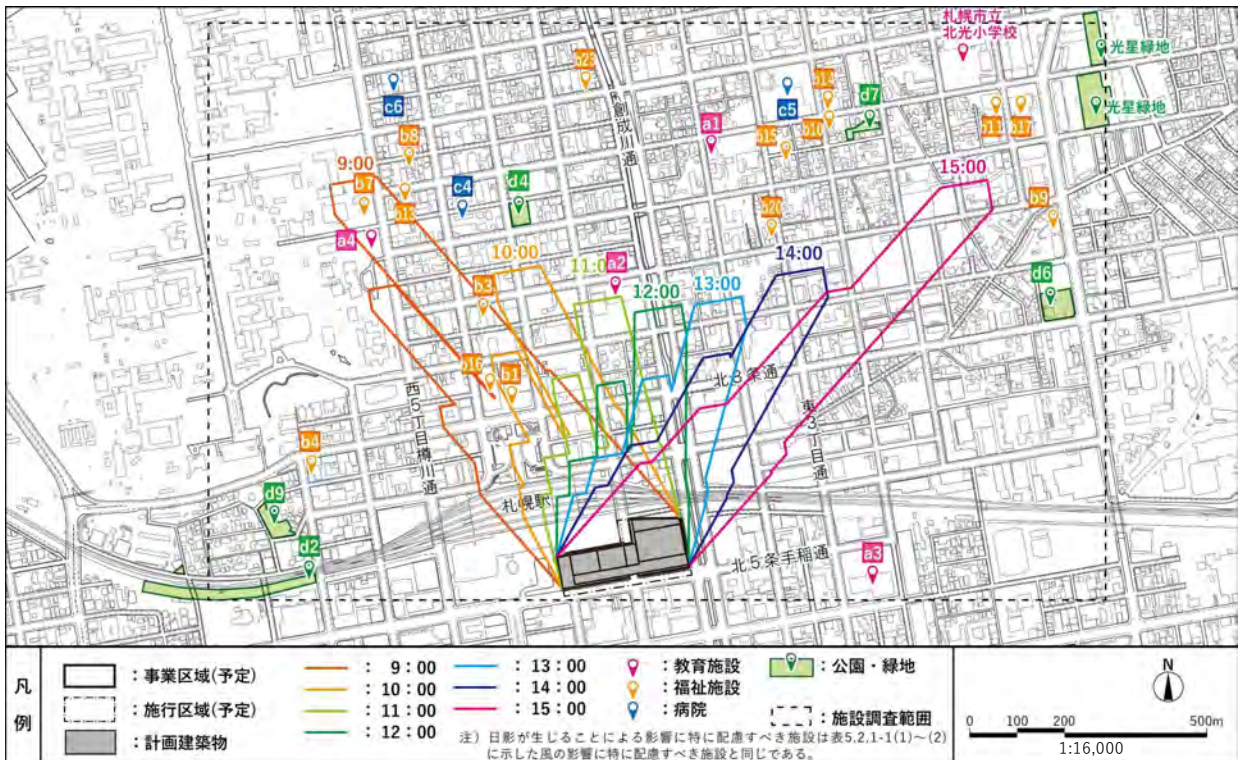 札幌市立
北光小学校
光星緑地
光星緑地
b23
c6
創成川通
b14
d7
c5
a1
b8
b15
b10
b11
b17
9:00
b7
c4
d4
15:00
b13
b20
b9
a4
10:00
11:0
a2
14:00
12:00
13:00
b3
d6
b16
b1
北8条通
西5丁目樽川通
東3丁目通
b4
札幌駅
d9
d2
北5条手稲通
a3
凡例
:事業区域(予定)
:施行区域(予定)
:計画建築物
: 9:00
: 10:00
: 11:00
: 12:00
: 13:00
: 14:00
: 15:00
:教育施設
:福祉施設
:病院
:公園・緑地
:施設調査範囲
注)日影が生じることによる影響に特に配慮すべき施設は表5.2.1-1(1)~(2)
に示した風の影響に特に配慮すべき施設と同じである。
N
0 100 200 500m
1:16,000